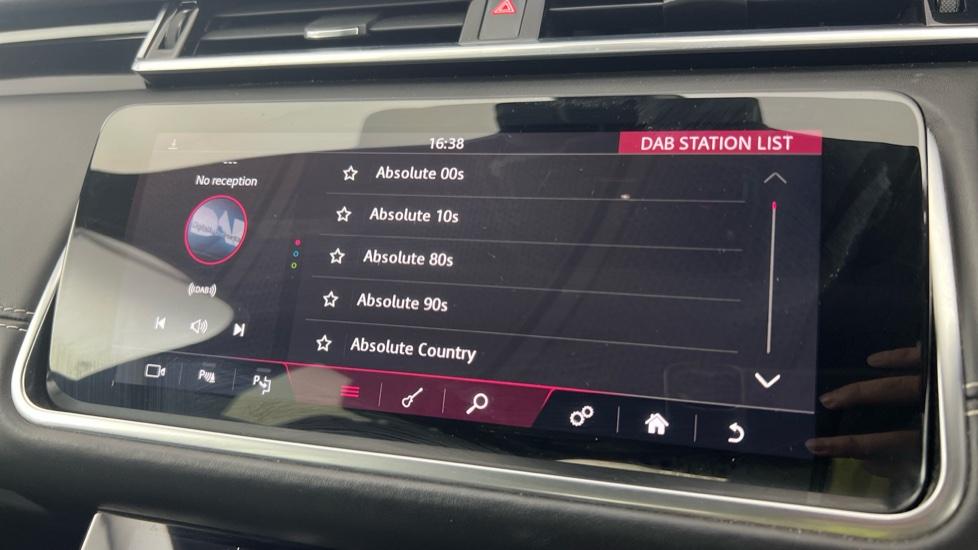 16:38
DAB STATION LIST
No reception
(DAB)
Absolute 00s
Absolute 10s
Absolute 80s
Absolute 90s
Absolute Country
P
P